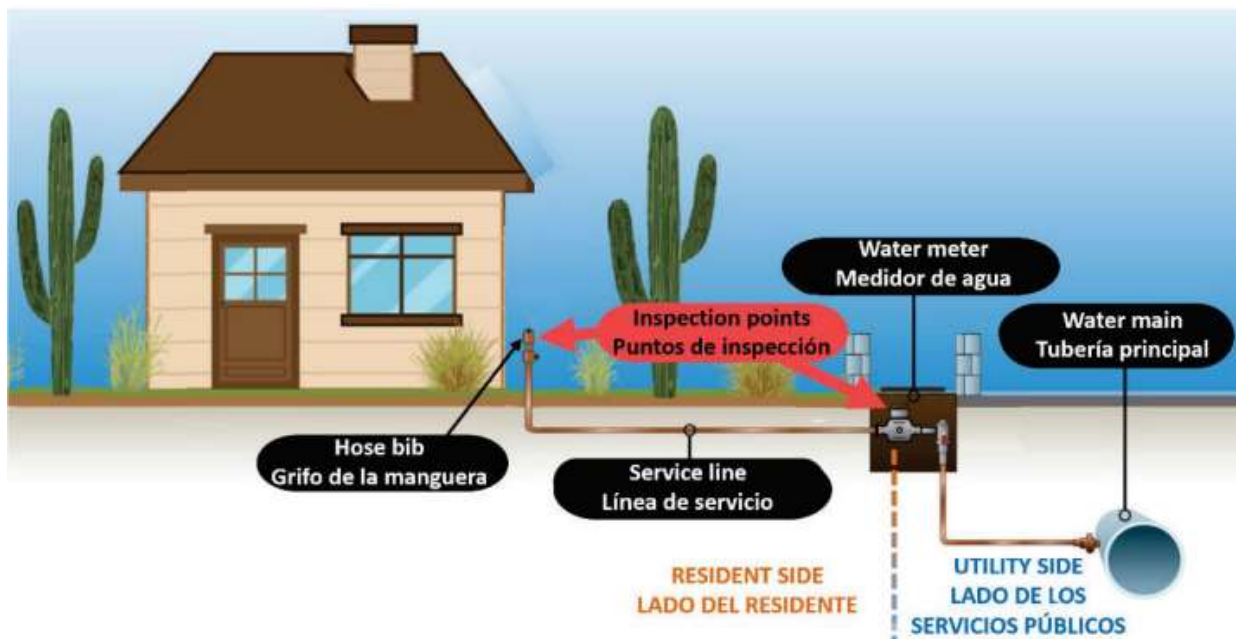 Water meter
Medidor de agua
Inspection points
Puntos de inspección
Water main
Tubería principal
Hose bib
Grifo de la manguera
Service line
Línea de servicio
RESIDENT SIDE
LADO DEL RESIDENTE
UTILITY SIDE
LADO DE LOS
SERVICIOS PÚBLICOS